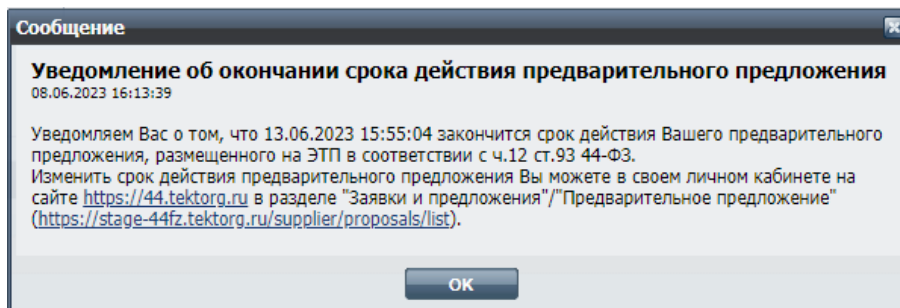 Сообщение
Уведомление об окончании срока действия предварительного предложения
08.06.2023 16:13:39
Уведомляем Вас о том, что 13.06.2023 15:55:04 закончится срок действия Вашего предварительного
предложения, размещенного на ЭТП в соответствии с ч.12 ст.93 44-ФЗ.
Изменить срок действия предварительного предложения Вы можете в своем личном кабинете на
сайте https://44.tektorg.ru в разделе "Заявки и предложения"/"Предварительное предложение"
(https://stage-44fz.tektorg.ru/supplier/proposals/list).
ОК